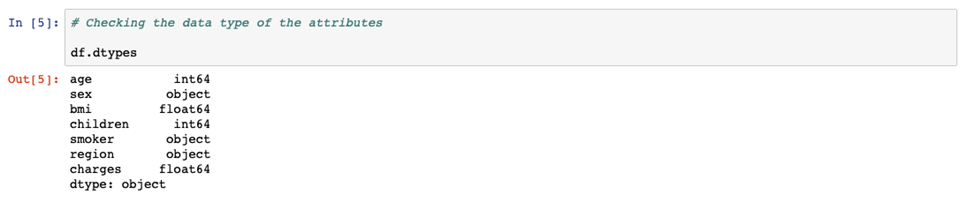 In [5]: # Checking the data type of the attributes
df.dtypes
Out[5]: age int64
sex object
bmi float64
children int64
smoker object
region object
charges float64
dtype: object